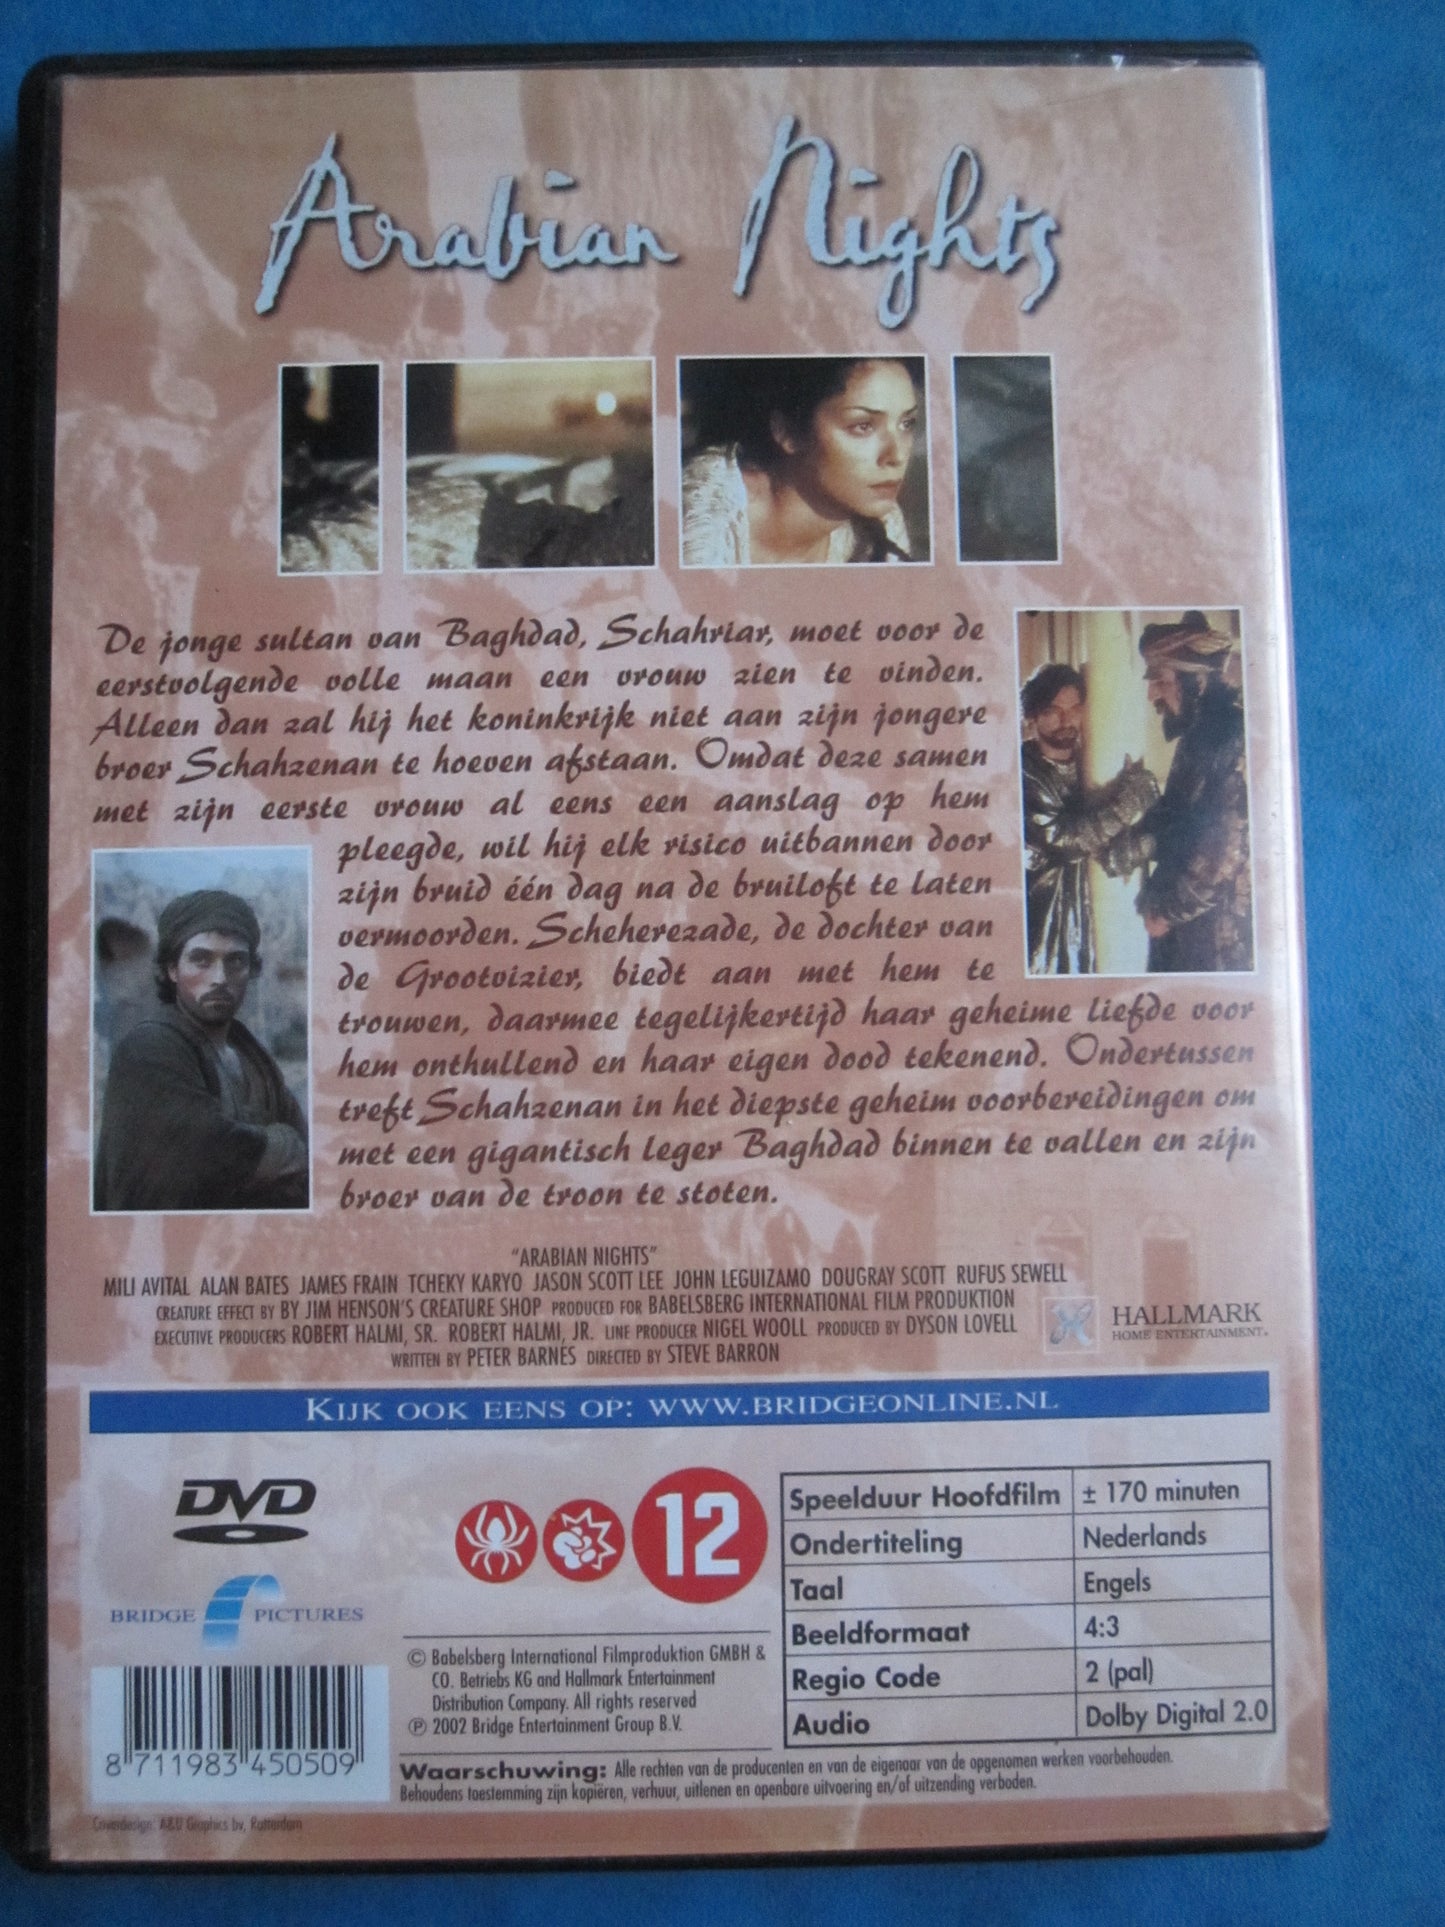 Arabian Nights
De jonge sultan van Baghdad, Schahriar, moet voor de
eerstvolgende volle maan een vrouw zien te vinden.
Alleen dan zal hij het koninkrijk niet aan zijn jongere
broer Schahzenan te hoeven afstaan. Omdat deze samen
met zijn eerste vrouw al eens een aanslag op hem
pleegde, wil hij elk risico uitbannen door
zijn bruid één dag na de bruiloft te laten
vermoorden. Scheherezade, de dochter van
de Grootvizier, biedt aan met hem te
trouwen, daarmee tegelijkertijd haar geheime liefde voor
hem onthullend en haar eigen dood tekenend. Ondertussen
treft Schahzenan in het diepste geheim voorbereidingen om
met een gigantisch leger Baghdad binnen te vallen en zijn
broer van de troon te stoten.
"ARABIAN NIGHTS"
MILI AVITAL ALAN BATES JAMES FRAIN TCHEKY KARYO JASON SCOTT LEE JOHN LEGUIZAMO DOUGRAY SCOTT RUFUS SEWELL
CREATURE EFFECT BY BY JIM HENSON'S CREATURE SHOP PRODUCED FOR BABELSBERG INTERNATIONAL FILM PRODUKTION
EXECUTIVE PRODUCERS ROBERT HALMI, SR. ROBERT HALMI, JR. LINE PRODUCER NIGEL WOOLL PRODUCED BY DYSON LOVELL
WRITTEN BY PETER BARNES DIRECTED BY STEVE BARRON
HALLMARK
HOME ENTERTAINMENT.
KIJK OOK EENS OP: WWW.BRIDGEONLINE.NL
DVD
BRIDGE PICTURES
12
Speelduur Hoofdfilm ± 170 minuten
Ondertiteling Nederlands
Taal Engels
Beeldformaat 4:3
Regio Code 2 (pal)
Audio Dolby Digital 2.0
© Babelsberg International Filmproduktion GMBH &
CO. Betriebs KG and Hallmark Entertainment
Distribution Company. All rights reserved
℗ 2002 Bridge Entertainment Group B.V.
8 711983 450509
Waarschuwing: Alle rechten van de producenten en van de eigenaar van de opgenomen werken voorbehouden.
Behoudens toestemming zijn kopiëren, verhuur, uitlenen en openbare uitvoering en/of uitzending verboden.
Coverdesign: A&U Graphics bv, Rotterdam